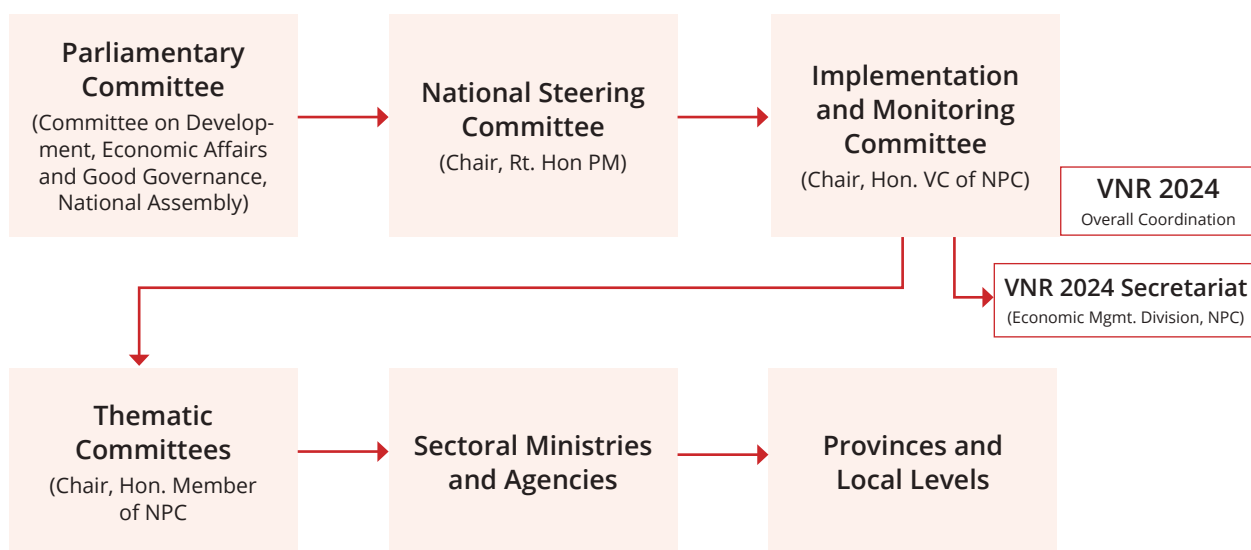 Parliamentary
Committee
(Committee on Develop-
ment, Economic Affairs
and Good Governance,
National Assembly)
National Steering
Committee
(Chair, Rt. Hon PM)
Implementation
and Monitoring
Committee
(Chair, Hon. VC of NPC)
VNR 2024
Overall Coordination
VNR 2024 Secretariat
(Economic Mgmt. Division, NPC)
Thematic
Committees
(Chair, Hon. Member
of NPC
Sectoral Ministries
and Agencies
Provinces and
Local Levels